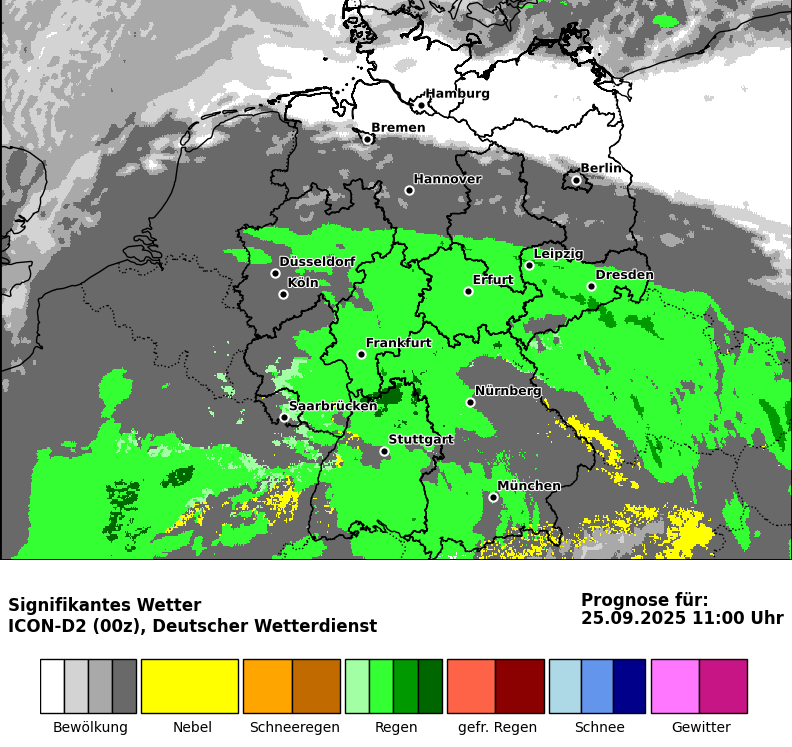 Hamburg
Bremen
Berlin
Hannover
Leipzig
Düsseldorf
Dresden
Köln
Erfurt
Frankfurt
Nürnberg
Saarbrücken
Stuttgart
München
Signifikantes Wetter
ICON-D2 (00z), Deutscher Wetterdienst
Prognose für:
25.09.2025 11:00 Uhr
Bewölkung Nebel Schneeregen Regen gefr. Regen Schnee Gewitter